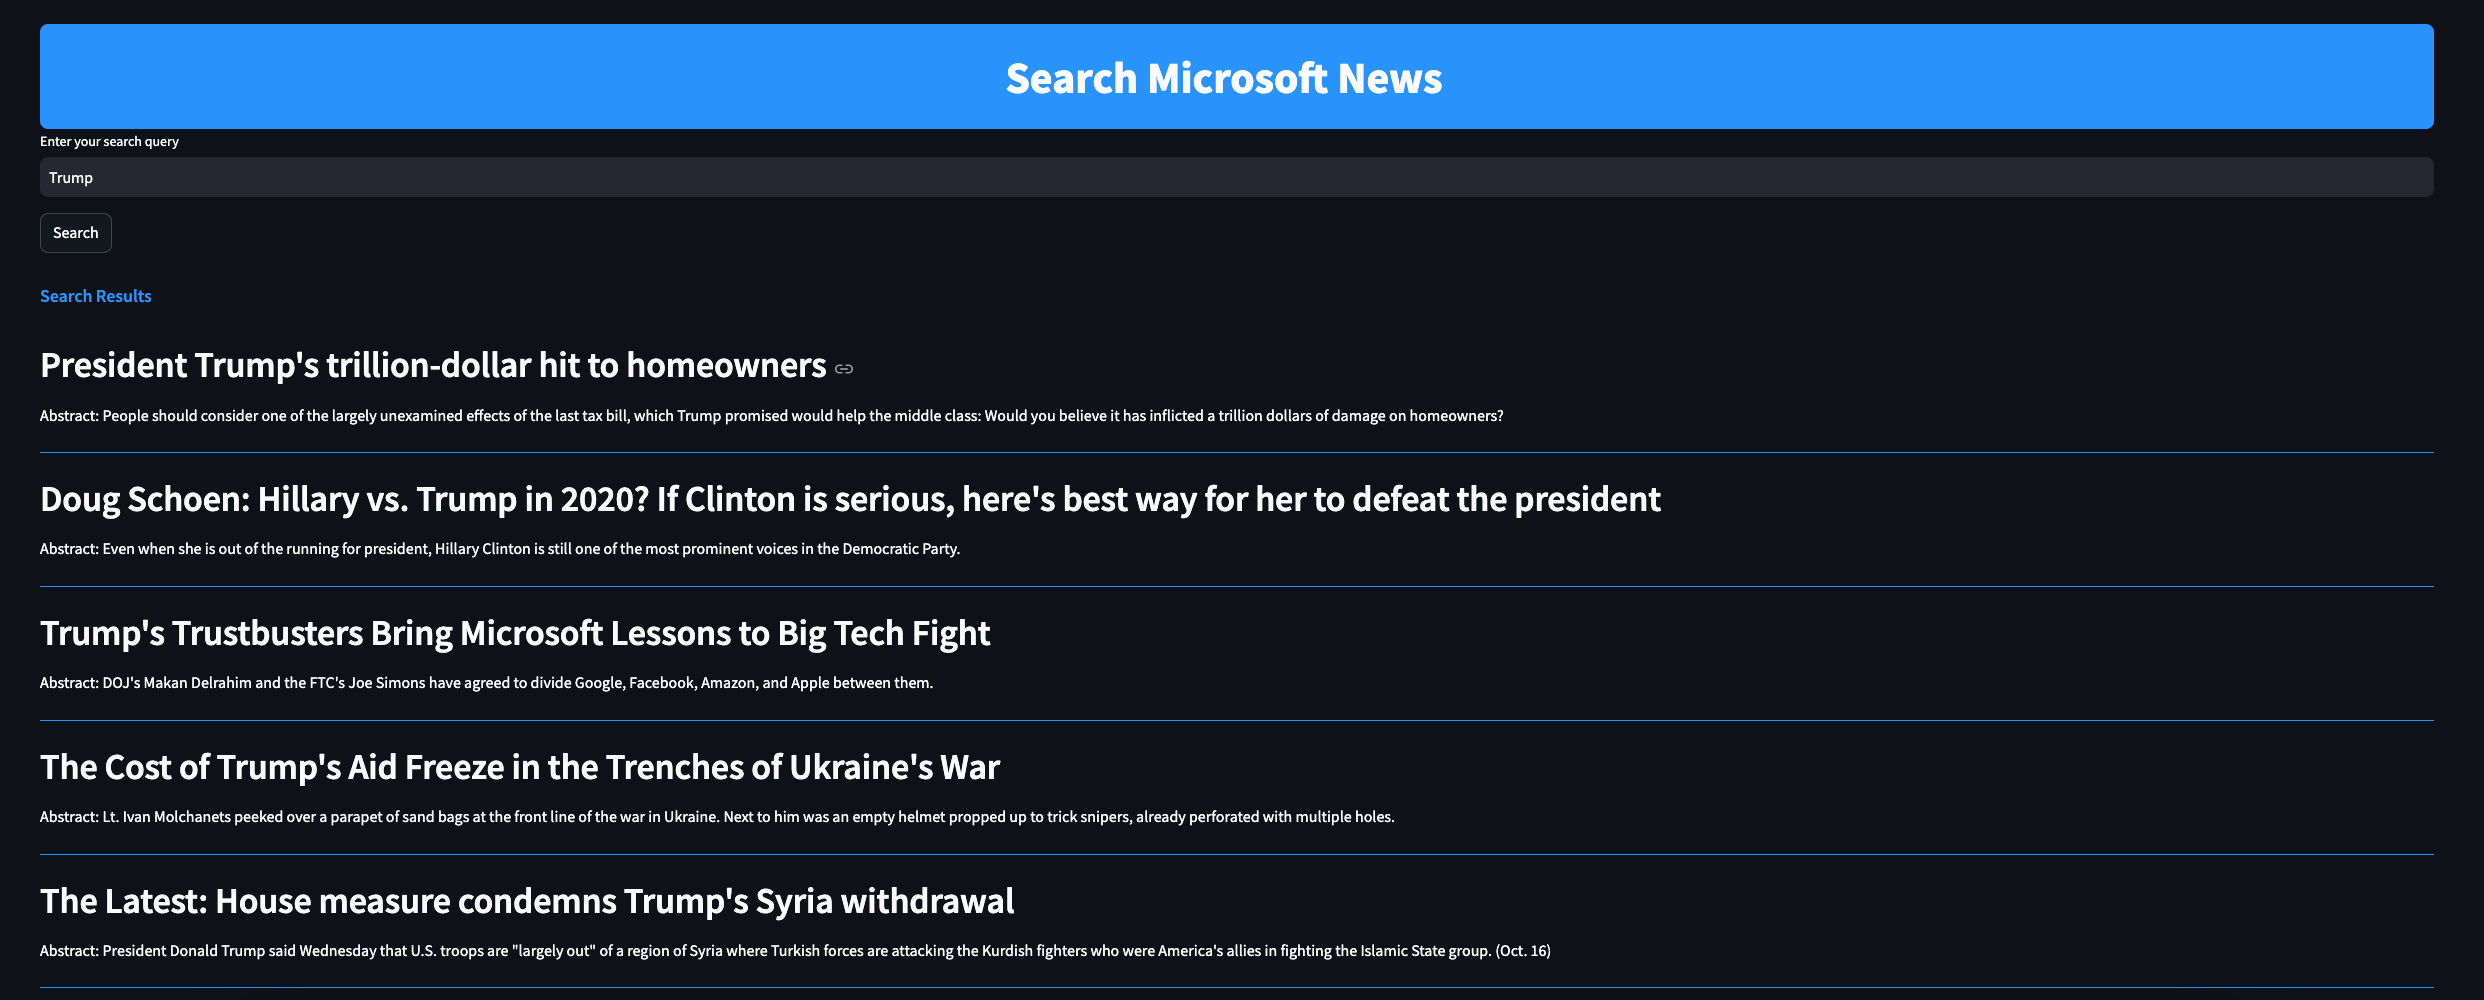 Search Microsoft News
Enter your search query
Trump
Search
Search Results
President Trump's trillion-dollar hit to homeowners
Abstract: People should consider one of the largely unexamined effects of the last tax bill, which Trump promised would help the middle class: Would you believe it has inflicted a trillion dollars of damage on homeowners?
Doug Schoen: Hillary vs. Trump in 2020? If Clinton is serious, here's best way for her to defeat the president
Abstract: Even when she is out of the running for president, Hillary Clinton is still one of the most prominent voices in the Democratic Party.
Trump's Trustbusters Bring Microsoft Lessons to Big Tech Fight
Abstract: DOJ's Makan Delrahim and the FTC's Joe Simons have agreed to divide Google, Facebook, Amazon, and Apple between them.
The Cost of Trump's Aid Freeze in the Trenches of Ukraine's War
Abstract: Lt. Ivan Molchanets peeked over a parapet of sand bags at the front line of the war in Ukraine. Next to him was an empty helmet propped up to trick snipers, already perforated with multiple holes.
The Latest: House measure condemns Trump's Syria withdrawal
Abstract: President Donald Trump said Wednesday that U.S. troops are "largely out" of a region of Syria where Turkish forces are attacking the Kurdish fighters who were America's allies in fighting the Islamic State group. (Oct. 16)